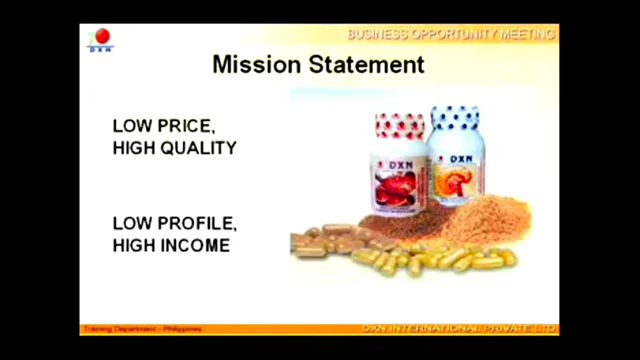 BUSINESS OPPORTUNITY MEETING
DXN
Mission Statement
LOW PRICE,
HIGH QUALITY
DXN
DXN
LOW PROFILE,
HIGH INCOME
Training Department - Philippines
DXN INTERNATIONAL PRIVATE LTD